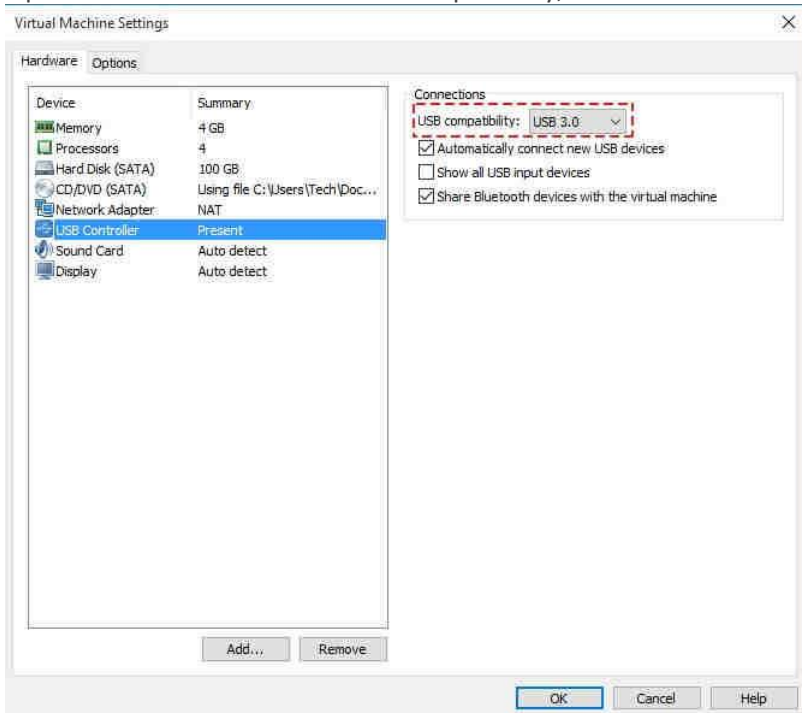 Virtual Machine Settings
Hardware Options
Device Summary
Memory 4 GB
Processors 4
Hard Disk (SATA) 100 GB
CD/DVD (SATA) Using file C:\Users\Tech\Doc...
Network Adapter NAT
USB Controller Present
Sound Card Auto detect
Display Auto detect
Add... Remove
Connections
USB compatibility: USB 3.0
Automatically connect new USB devices
Show all USB input devices
Share Bluetooth devices with the virtual machine
OK Cancel Help